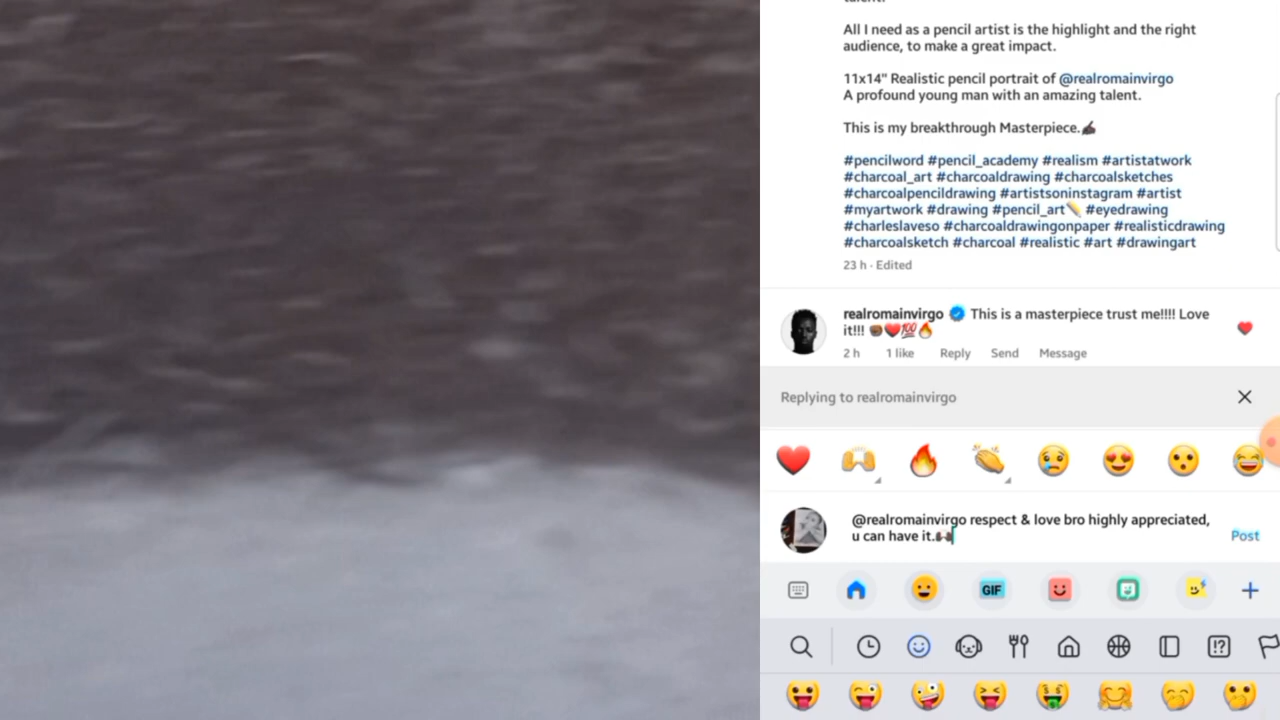 talent.
All I need as a pencil artist is the highlight and the right
audience, to make a great impact.
11x14" Realistic pencil portrait of @realromainvirgo
A profound young man with an amazing talent.
This is my breakthrough Masterpiece.✍🏿
#pencilword #pencil_academy #realism #artistatwork
#charcoal_art #charcoaldrawing #charcoalsketches
#charcoalpencildrawing #artistsoninstagram #artist
#myartwork #drawing #pencil_art✏️ #eyedrawing
#charleslaveso #charcoaldrawingonpaper #realisticdrawing
#charcoalsketch #charcoal #realistic #art #drawingart
23 h · Edited
realromainvirgo This is a masterpiece trust me!!!! Love
it!!! ✊🏿❤️💯🔥
2 h 1 like Reply Send Message
Replying to realromainvirgo
@realromainvirgo respect & love bro highly appreciated,
u can have it.🙌🏿
Post
GIF